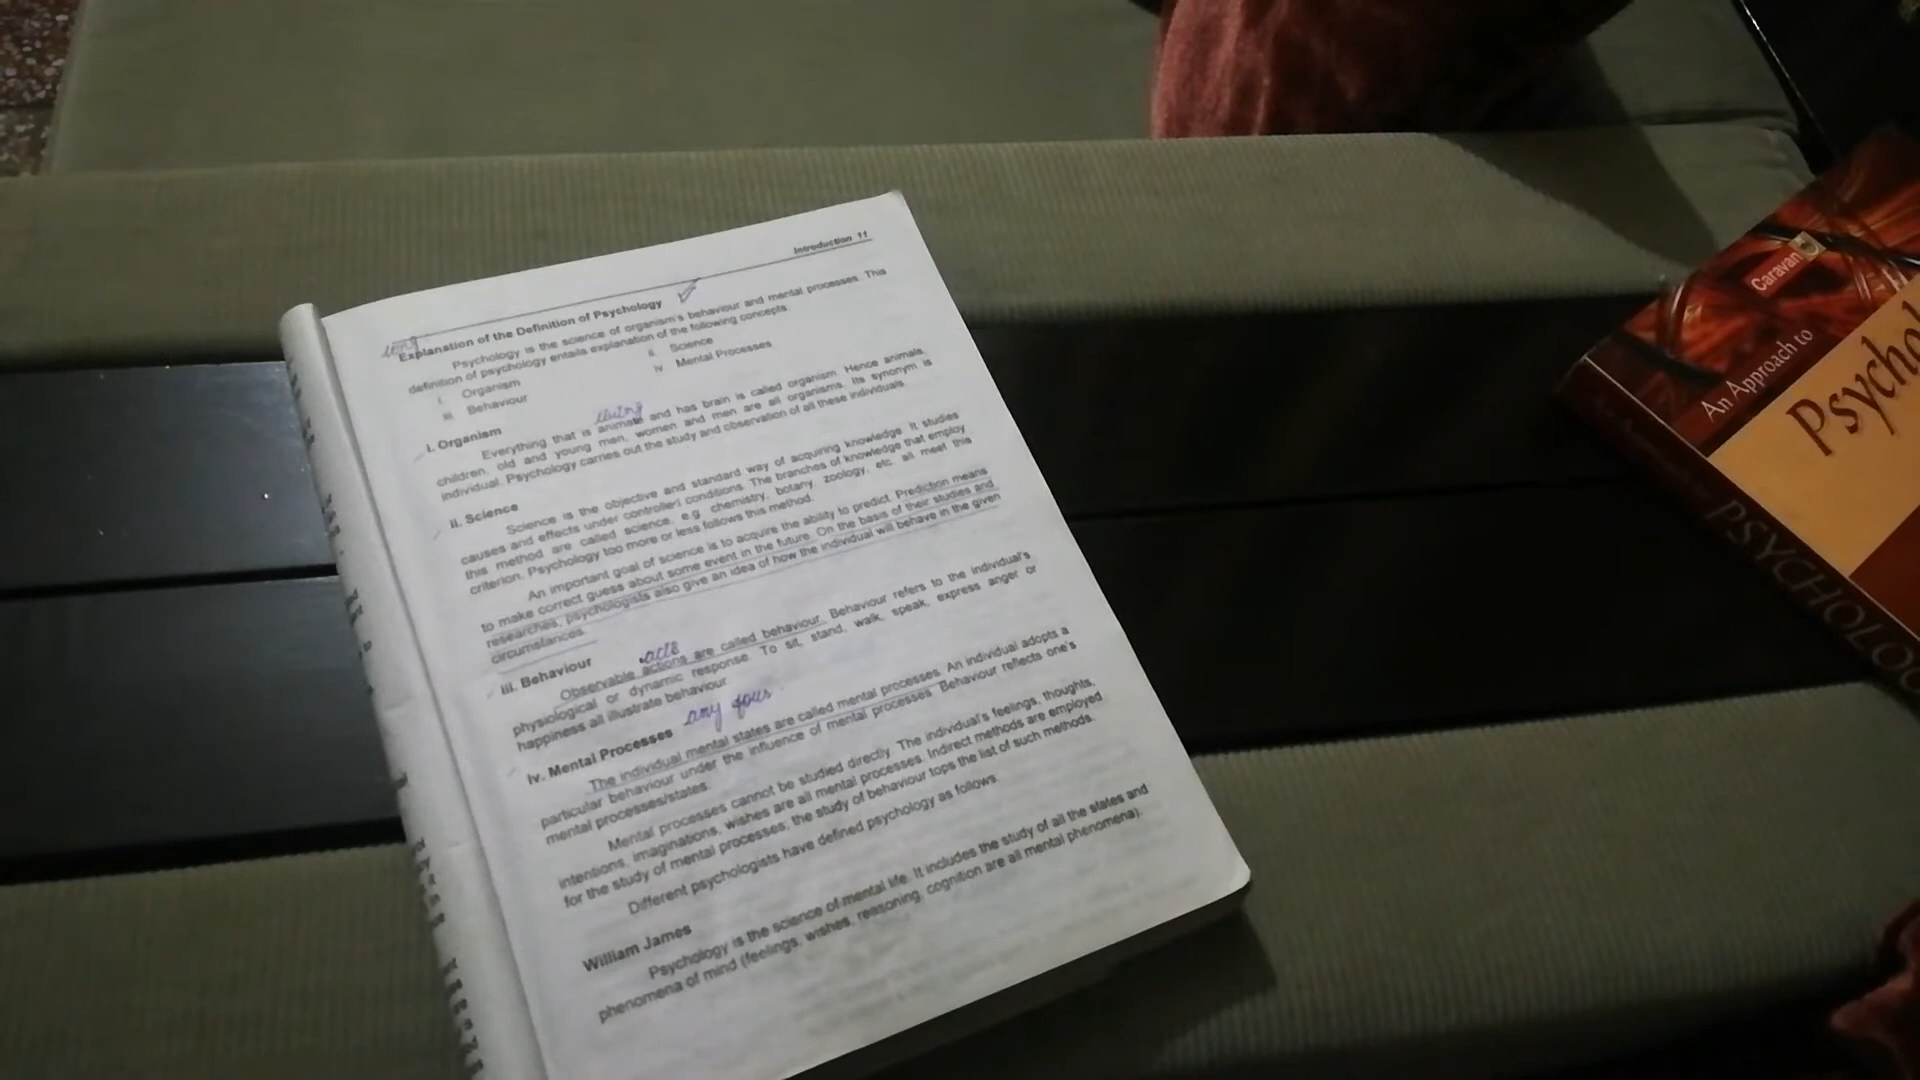 Introduction 11
Explanation of the Definition of Psychology
Psychology is the science of organism's behaviour and mental processes. This
definition of psychology entails explanation of the following concepts.
i. Organism
ii. Science
iii. Behaviour
iv. Mental Processes
i. Organism
living
Everything that is animate and has brain is called organism. Hence animals,
children, old and young men, women and men are all organisms. Its synonym is
individual. Psychology carries out the study and observation of all these individuals.
ii. Science
Science is the objective and standard way of acquiring knowledge. It studies
causes and effects under controlled conditions. The branches of knowledge that employ
this method are called science, e.g. chemistry, botany, zoology, etc. all meet this
criterion. Psychology too more or less follows this method.
An important goal of science is to acquire the ability to predict. Prediction means
to make correct guess about some event in the future. On the basis of their studies and
researches, psychologists also give an idea of how the individual will behave in the given
circumstances.
iii. Behaviour
acts
Observable actions are called behaviour. Behaviour refers to the individual's
physiological or dynamic response. To sit, stand, walk, speak, express anger or
happiness all illustrate behaviour.
iv. Mental Processes
any
The individual mental states are called mental processes. An individual adopts a
particular behaviour under the influence of mental processes. Behaviour reflects one's
mental processes/states.
Mental processes cannot be studied directly. The individual's feelings, thoughts,
intentions, imaginations, wishes are all mental processes. Indirect methods are employed
for the study of mental processes; the study of behaviour tops the list of such methods.
Different psychologists have defined psychology as follows.
William James
Psychology is the science of mental life. It includes the study of all the states and
phenomena of mind (feelings, wishes, reasoning, cognition are all mental phenomena).
Caravan
An Approach to
Psychol
PSYCHOLOG